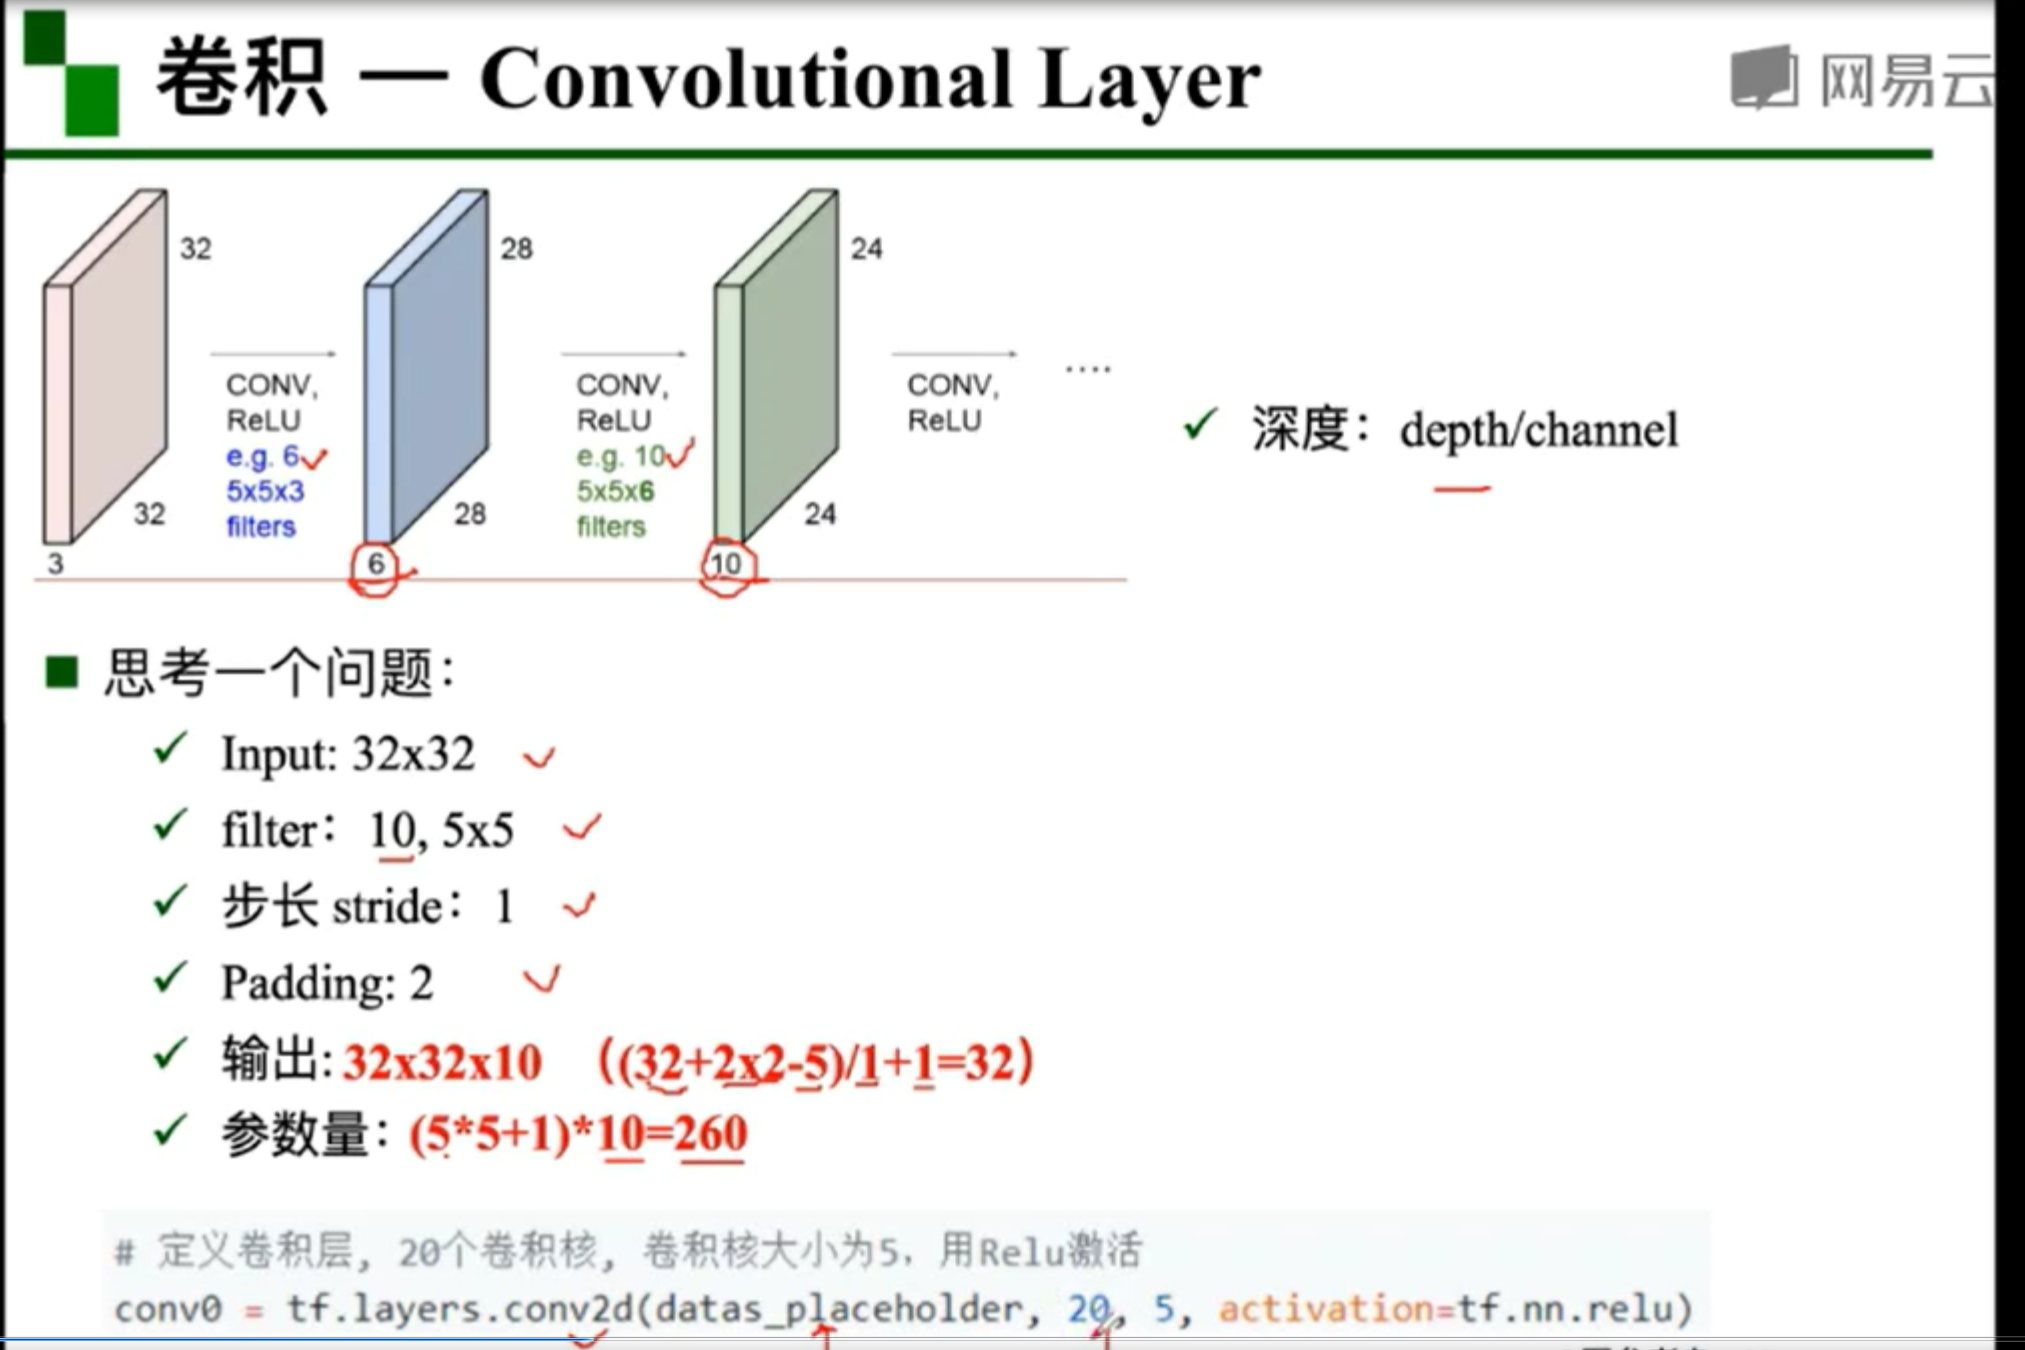 卷积 — Convolutional Layer
网易云
32
28
24
CONV,
ReLU
e.g. 6
5x5x3
filters
CONV,
ReLU
e.g. 10
5x5x6
filters
CONV,
ReLU
....
32
28
24
3
6
10
✓ 深度：depth/channel
■ 思考一个问题：
✓ Input: 32x32
✓ filter：10, 5x5
✓ 步长 stride：1
✓ Padding: 2
✓ 输出: 32x32x10 （(32+2x2-5)/1+1=32）
✓ 参数量：(5*5+1)*10=260
# 定义卷积层, 20个卷积核, 卷积核大小为5，用Relu激活
conv0 = tf.layers.conv2d(datas_placeholder, 20, 5, activation=tf.nn.relu)